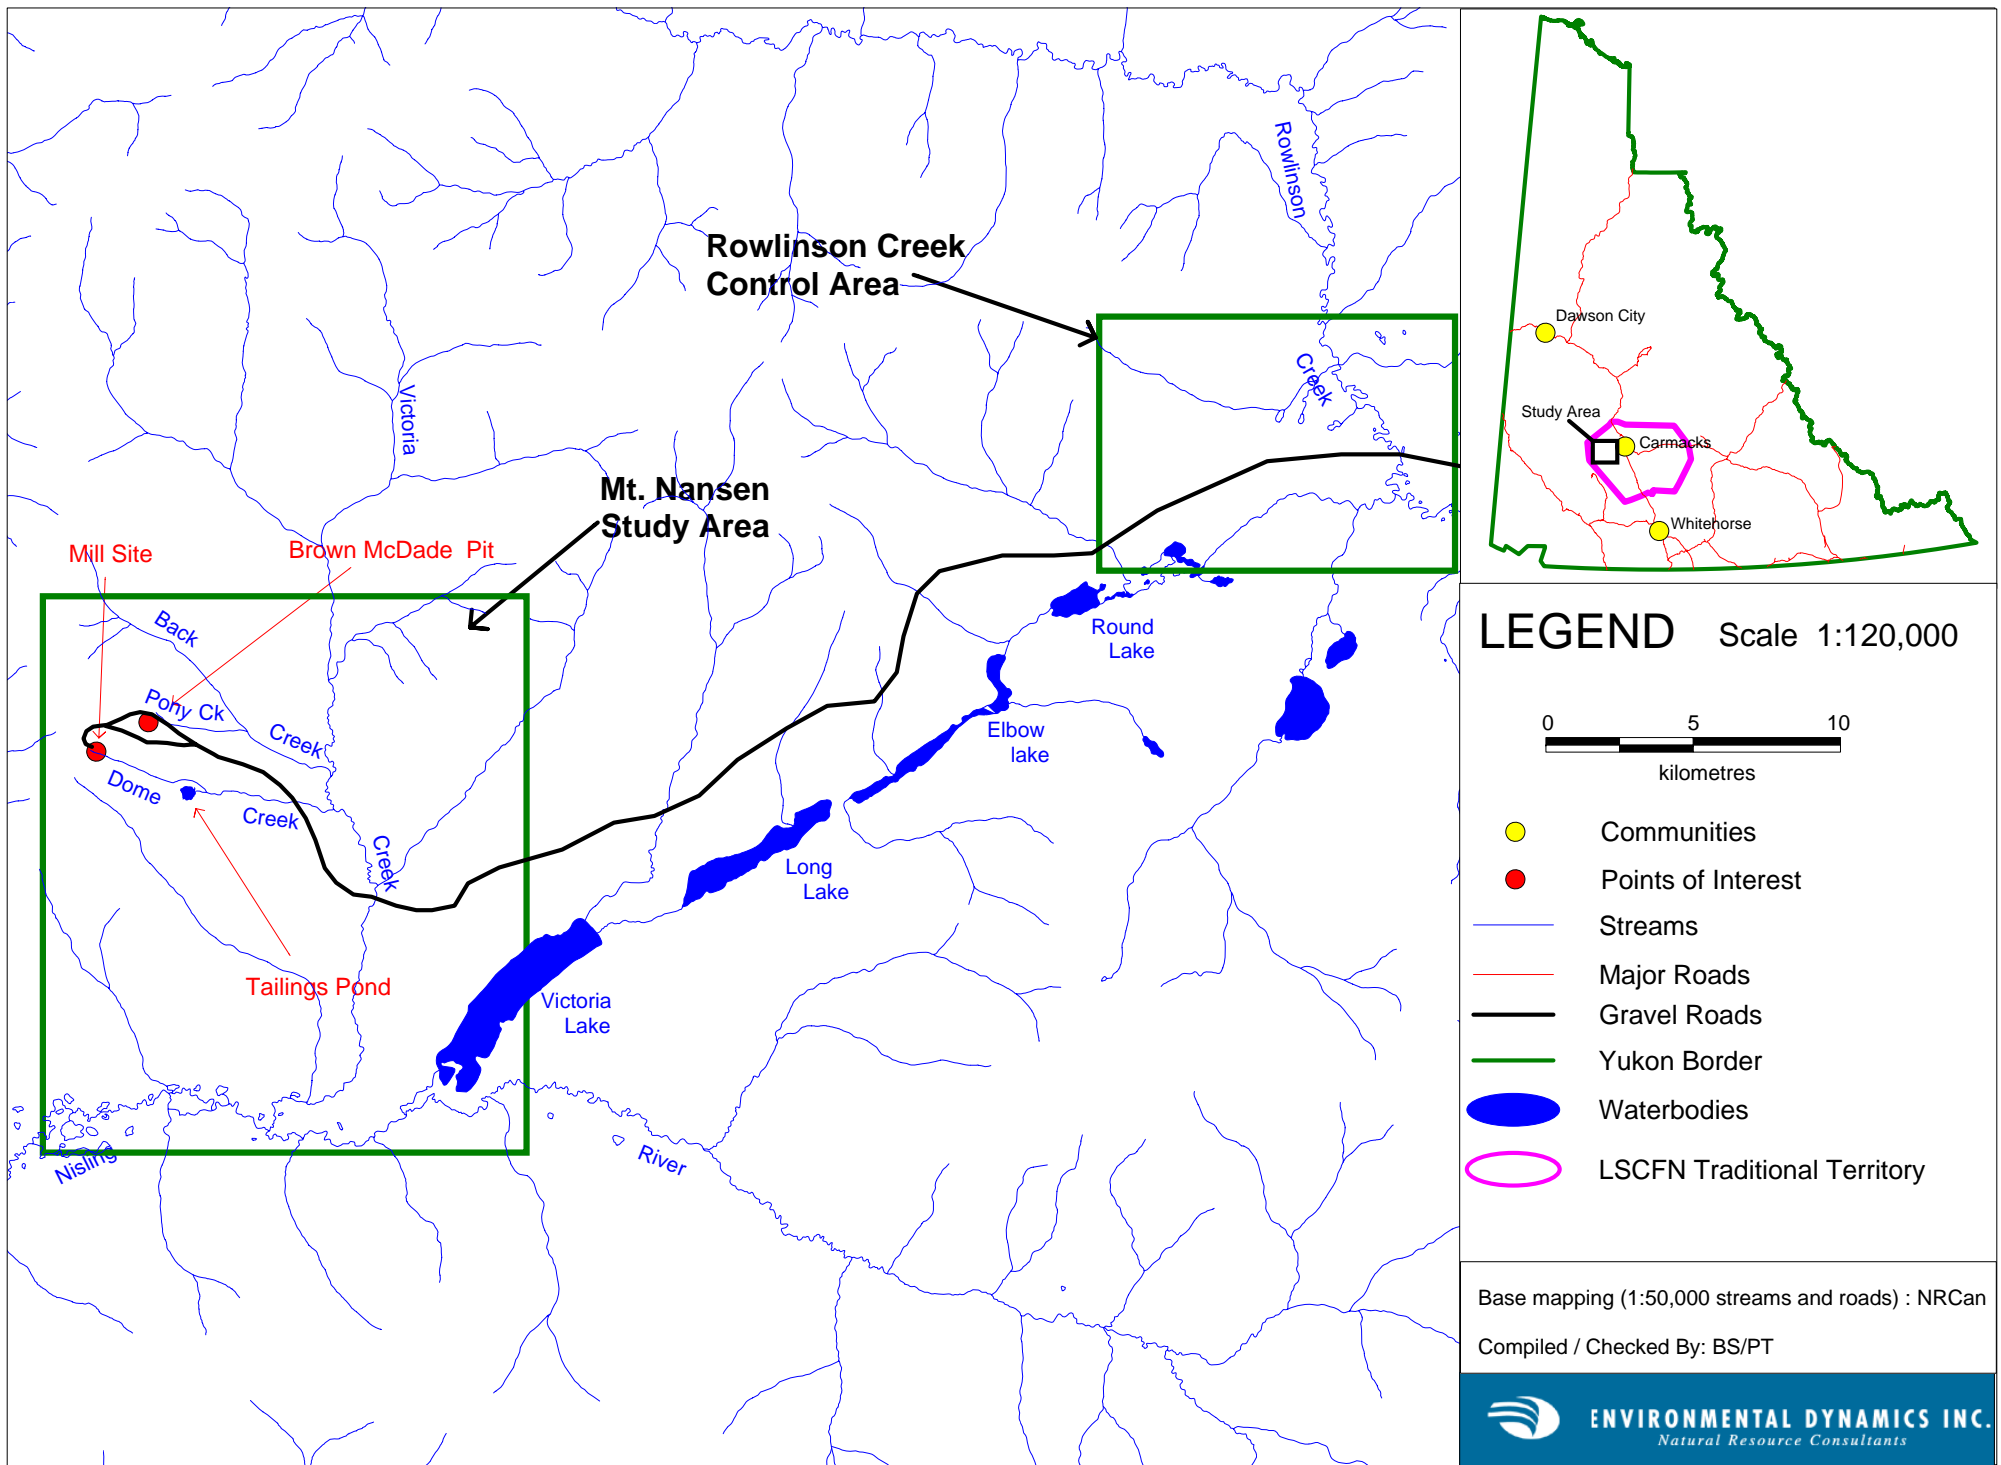 Rowlinson
Creek
Rowlinson Creek
Control Area
Victoria
Creek
Mt. Nansen
Study Area
Mill Site
Brown McDade Pit
Back
Creek
Pony Ck
Dome
Creek
Tailings Pond
Round
Lake
Elbow
lake
Long
Lake
Victoria
Lake
Nisling
River
Dawson City
Study Area
Carmacks
Whitehorse
LEGEND Scale 1:120,000
0 5 10
kilometres
Communities
Points of Interest
Streams
Major Roads
Gravel Roads
Yukon Border
Waterbodies
LSCFN Traditional Territory
Base mapping (1:50,000 streams and roads) : NRCan
Compiled / Checked By: BS/PT
ENVIRONMENTAL DYNAMICS INC.
Natural Resource Consultants